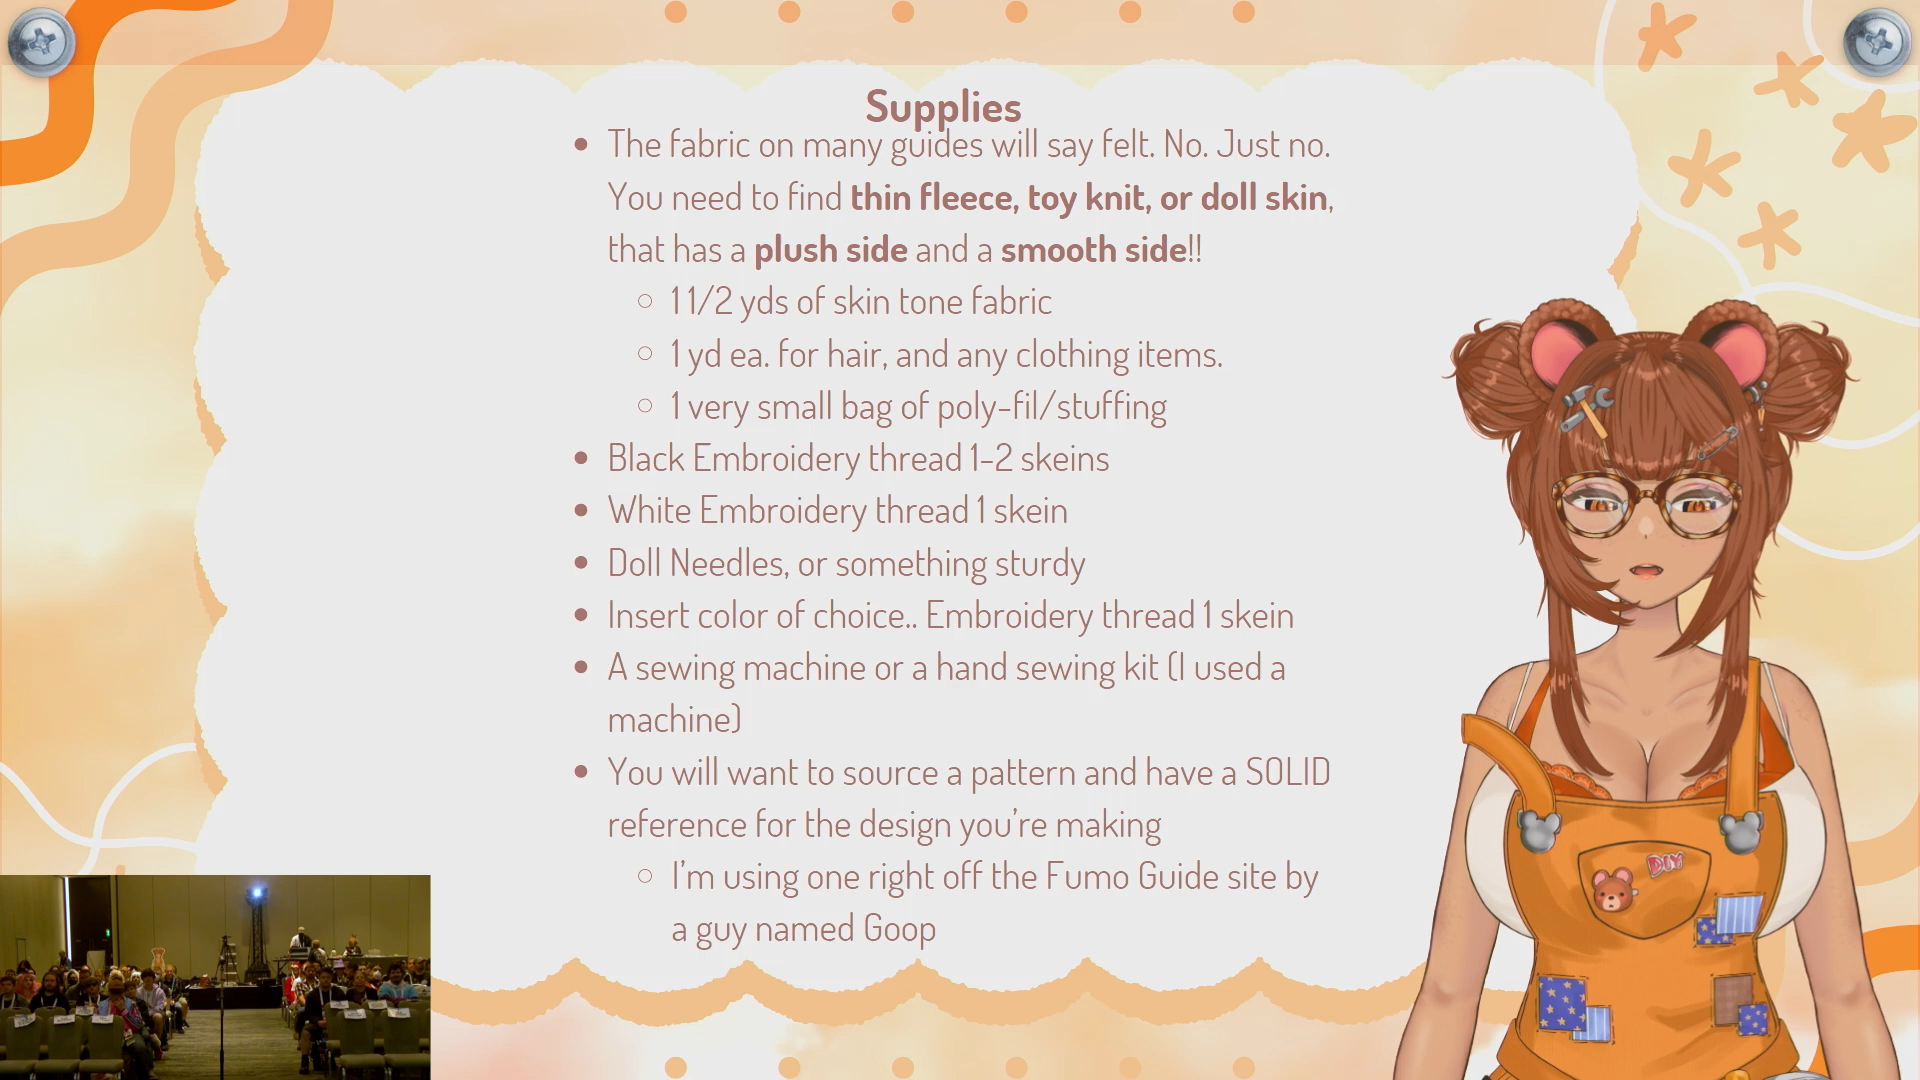 Supplies
The fabric on many guides will say felt. No. Just no.
You need to find thin fleece, toy knit, or doll skin,
that has a plush side and a smooth side!!
1 1/2 yds of skin tone fabric
1 yd ea. for hair, and any clothing items.
1 very small bag of poly-fil/stuffing
Black Embroidery thread 1-2 skeins
White Embroidery thread 1 skein
Doll Needles, or something sturdy
Insert color of choice.. Embroidery thread 1 skein
A sewing machine or a hand sewing kit (I used a
machine)
You will want to source a pattern and have a SOLID
reference for the design you're making
I'm using one right off the Fumo Guide site by
a guy named Goop
DIY